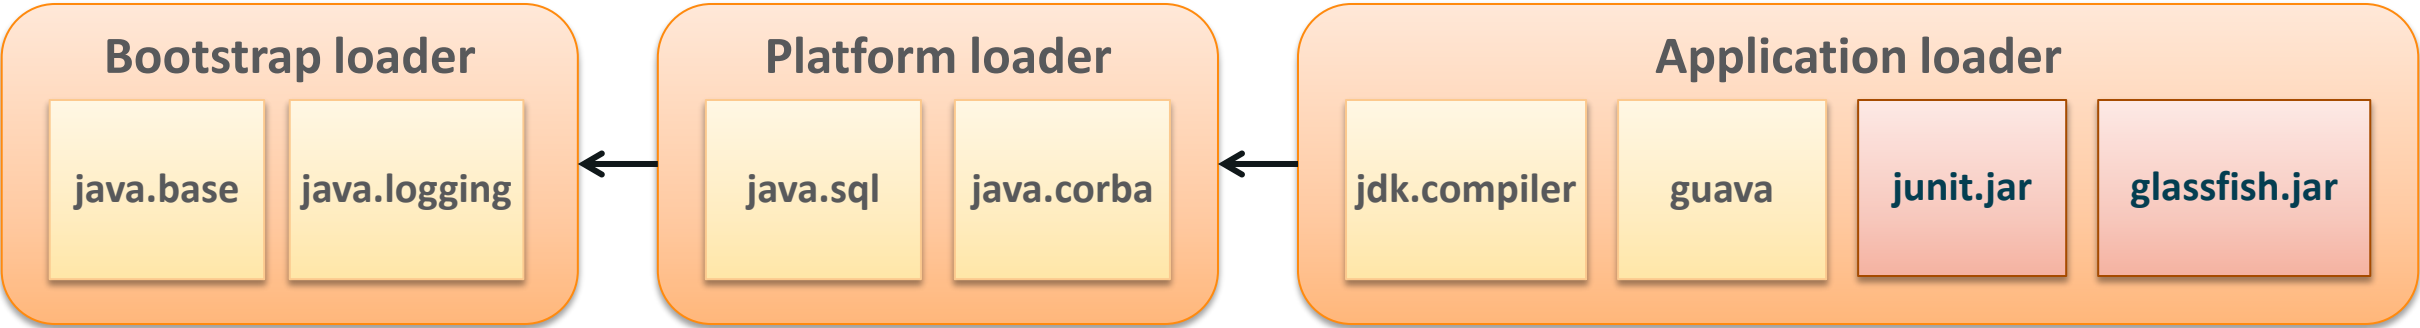 Bootstrap loader
java.base
java.logging
Platform loader
java.sql
java.corba
Application loader
jdk.compiler
guava
junit.jar
glassfish.jar